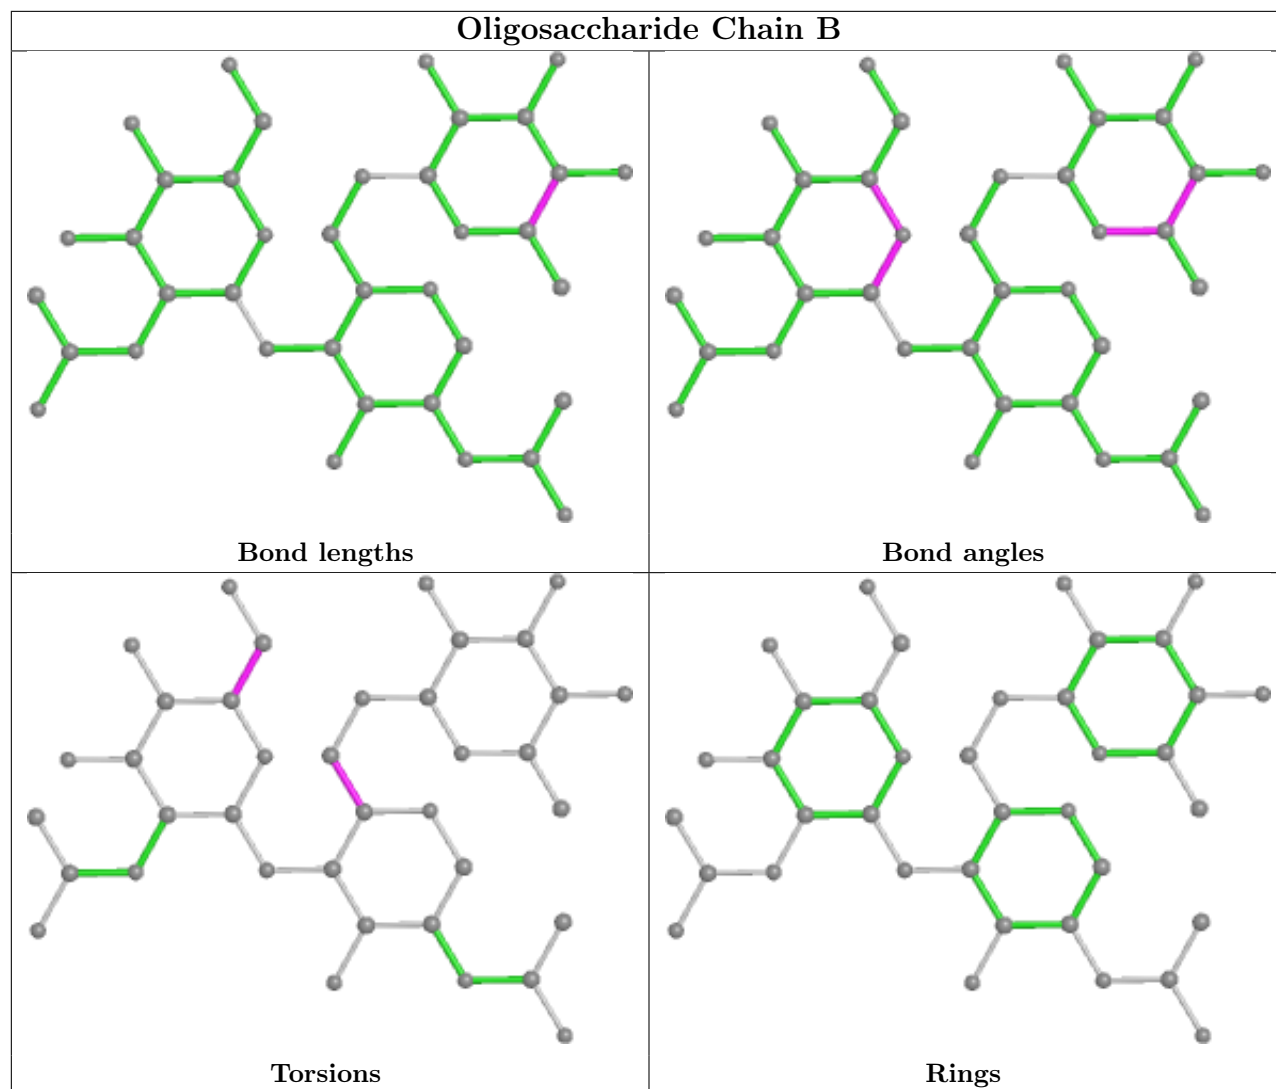 Oligosaccharide Chain B
Bond lengths
Bond angles
Torsions
Rings